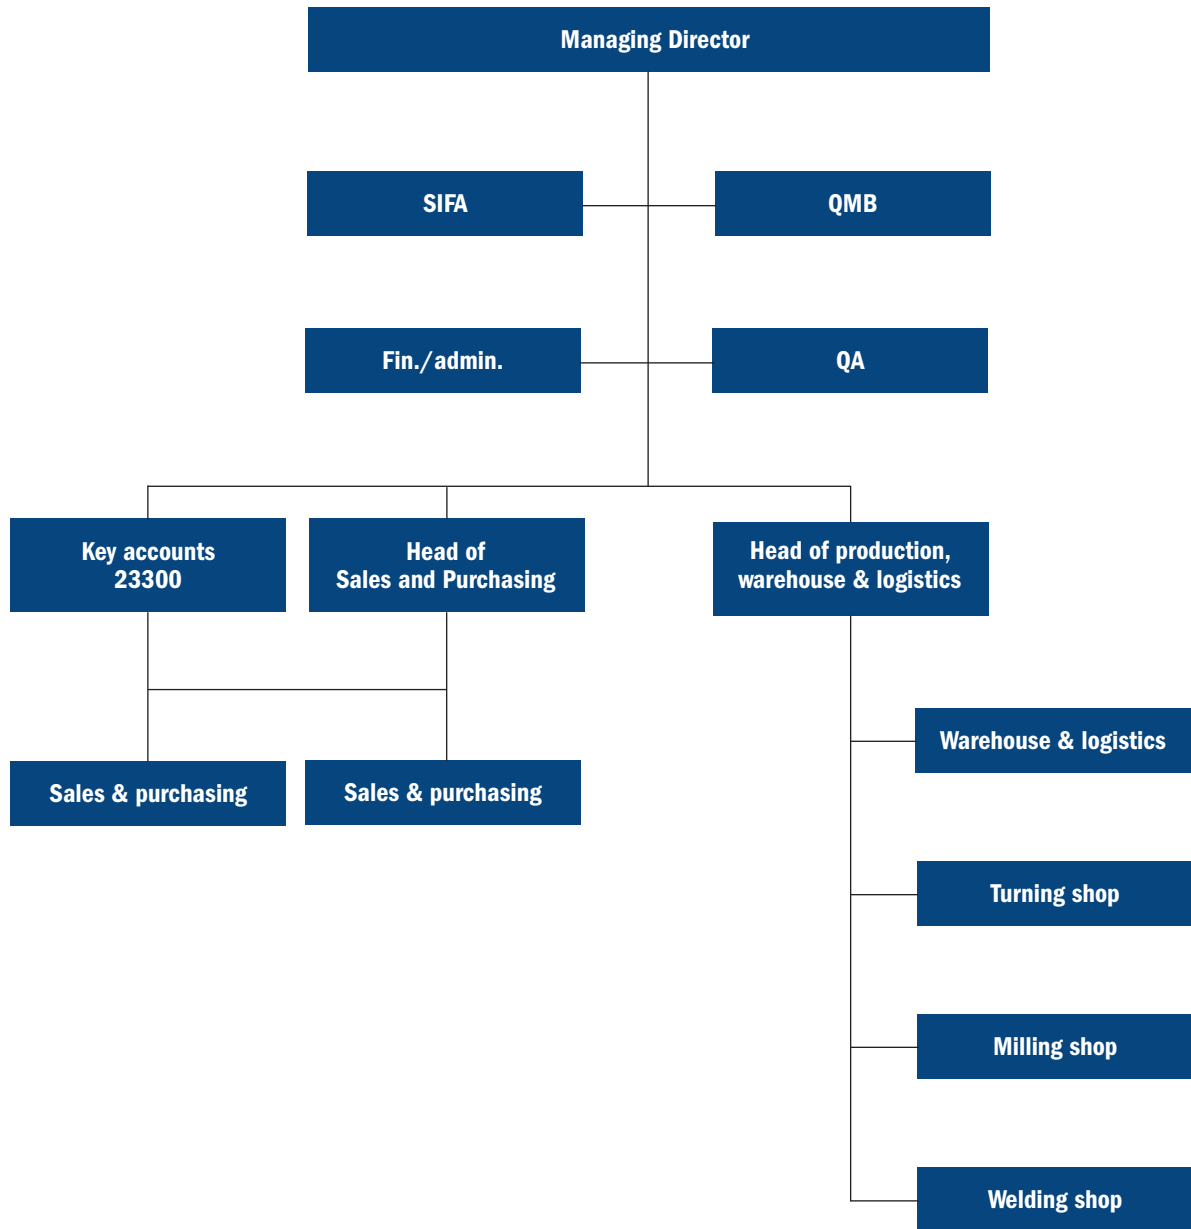 Managing Director
SIFA
QMB
Fin./admin.
QA
Key accounts
23300
Head of
Sales and Purchasing
Head of production,
warehouse & logistics
Warehouse & logistics
Sales & purchasing
Sales & purchasing
Turning shop
Milling shop
Welding shop